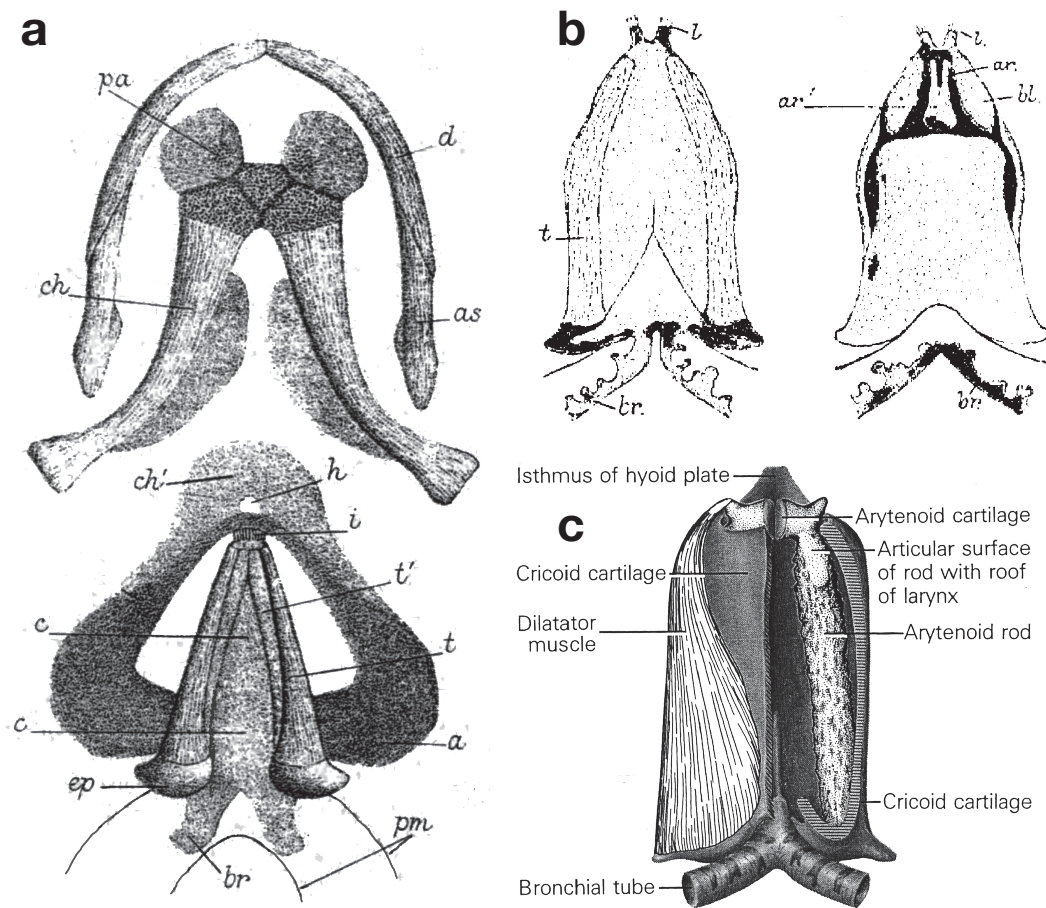 a
pa
d
ch
as
ch'
h
i
t'
c
t
c
a
ep
pm
br
b
l
t
br.
l.
ar.
ar'
bl.
br.
c
Isthmus of hyoid plate
Arytenoid cartilage
Articular surface
of rod with roof
of larynx
Cricoid cartilage
Dilatator
muscle
Arytenoid rod
Cricoid cartilage
Bronchial tube